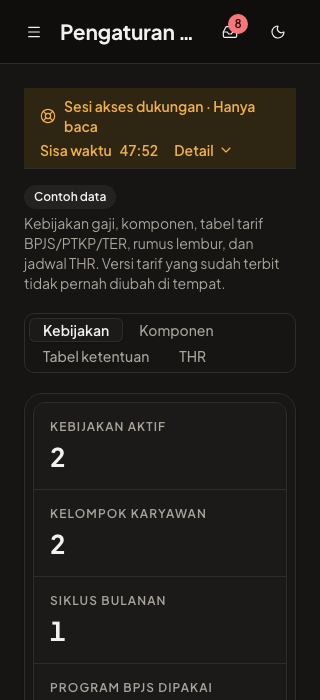 Pengaturan ...
8
Sesi akses dukungan · Hanya
baca
Sisa waktu 47:52 Detail
Contoh data
Kebijakan gaji, komponen, tabel tarif
BPJS/PTKP/TER, rumus lembur, dan
jadwal THR. Versi tarif yang sudah terbit
tidak pernah diubah di tempat.
Kebijakan Komponen
Tabel ketentuan THR
KEBIJAKAN AKTIF
2
KELOMPOK KARYAWAN
2
SIKLUS BULANAN
1
PROGRAM BPJS DIPAKAI